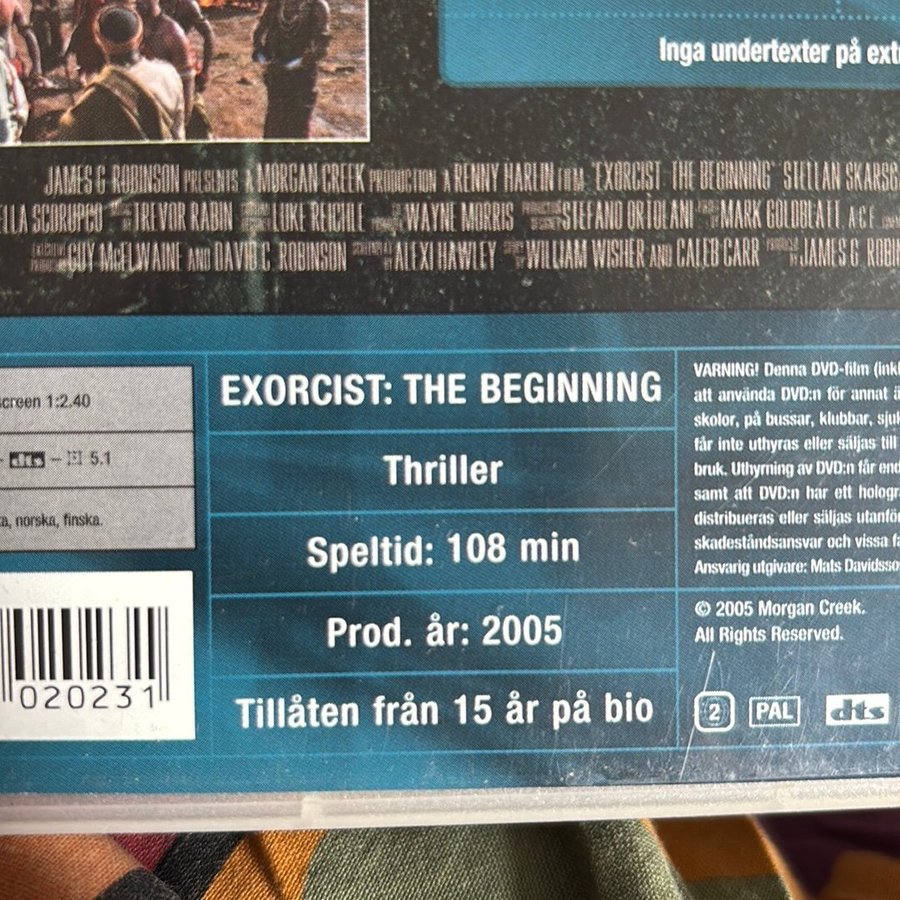 Inga undertexter på ext
JAMES G. ROBINSON PRESENTS A MORGAN CREEK PRODUCTION A RENNY HARLIN FILM "EXORCIST: THE BEGINNING" STELLAN SKARSG
ELLA SCORUPCO TREVOR RABIN LUKE REICHLE WAYNE MORRIS STEFANO ORTOLANI MARK GOLDBLATT, A.C.E.
GUY McELWAINE AND DAVID C. ROBINSON ALEXI HAWLEY WILLIAM WISHER AND CALEB CARR JAMES G. ROBIN
creen 1:2.40
dts - 5.1
a, norska, finska.
020231
EXORCIST: THE BEGINNING
Thriller
Speltid: 108 min
Prod. år: 2005
Tillåten från 15 år på bio
VARNING! Denna DVD-film (inkl
att använda DVD:n för annat ä
skolor, på bussar, klubbar, sjuk
får inte uthyras eller säljas till
bruk. Uthyrning av DVD:n får end
samt att DVD:n har ett hologr
distribueras eller säljas utanför
skadeståndsansvar och vissa fa
Ansvarig utgivare: Mats Davidsso
© 2005 Morgan Creek.
All Rights Reserved.
2 PAL dts